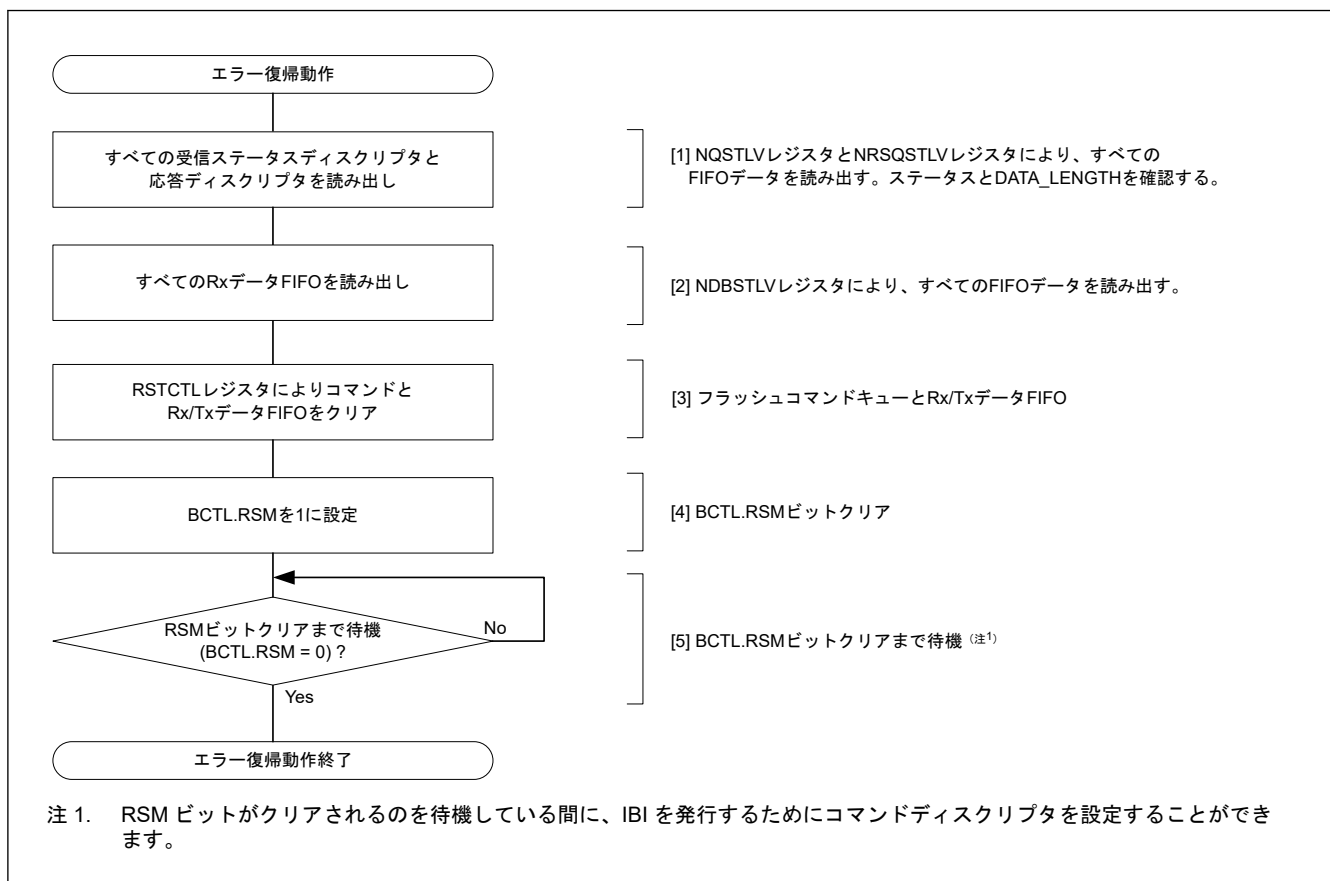 エラー復帰動作
すべての受信ステータスディスクリプタと
応答ディスクリプタを読み出し
[1] NQSTLVレジスタとNRSQSTLVレジスタにより、すべての
FIFOデータを読み出す。ステータスとDATA_LENGTHを確認する。
すべてのRxデータFIFOを読み出し
[2] NDBSTLVレジスタにより、すべてのFIFOデータを読み出す。
RSTCTLレジスタによりコマンドと
Rx/TxデータFIFOをクリア
[3] フラッシュコマンドキューとRx/TxデータFIFO
BCTL.RSMを1に設定
[4] BCTL.RSMビットクリア
RSMビットクリアまで待機
(BCTL.RSM = 0) ?
No
[5] BCTL.RSMビットクリアまで待機 (注1)
Yes
エラー復帰動作終了
注 1. RSM ビットがクリアされるのを待機している間に、IBI を発行するためにコマンドディスクリプタを設定することができ
ます。